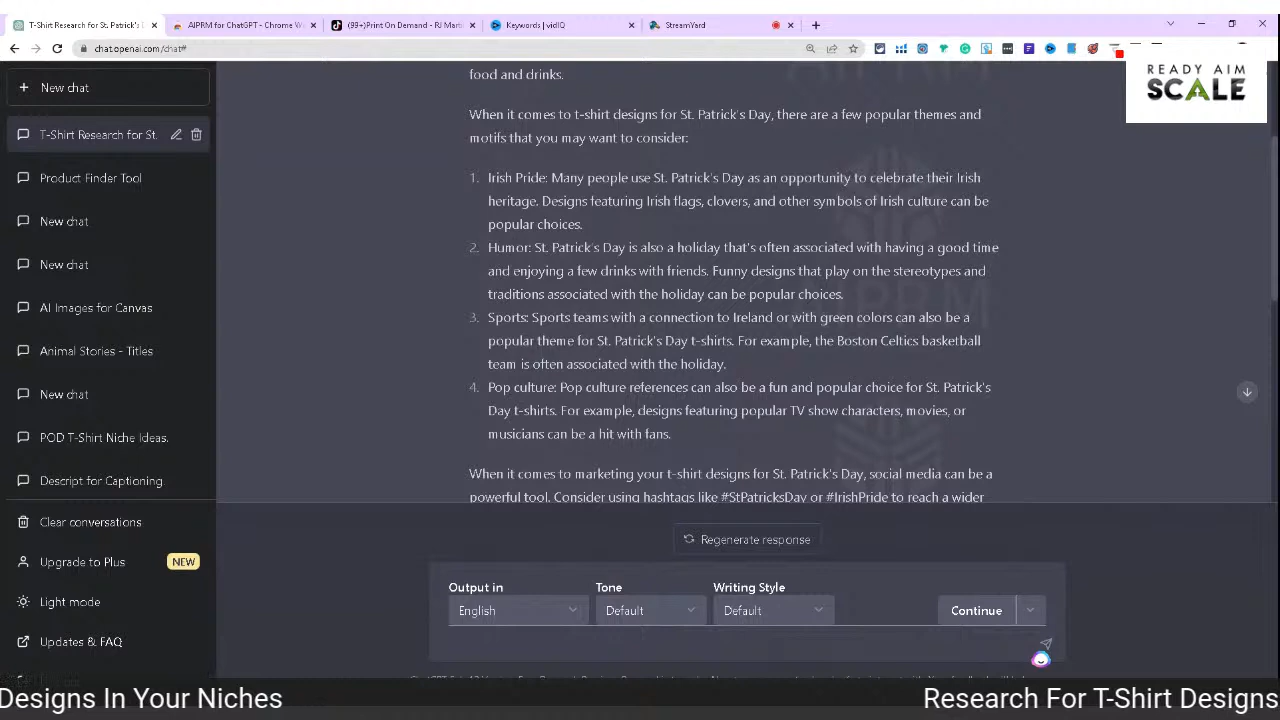 T-Shirt Research for St. Patrick's
AIPRM for ChatGPT - Chrome W
(99+)Print On Demand - RJ Marti
Keywords | vidIQ
StreamYard
chat.openai.com/chat#
READY AIM
SCALE
New chat
T-Shirt Research for St.
Product Finder Tool
New chat
New chat
AI Images for Canvas
Animal Stories - Titles
New chat
POD T-Shirt Niche Ideas.
Descript for Captioning
Clear conversations
Upgrade to Plus
NEW
Light mode
Updates & FAQ
food and drinks.
When it comes to t-shirt designs for St. Patrick's Day, there are a few popular themes and
motifs that you may want to consider:
1. Irish Pride: Many people use St. Patrick's Day as an opportunity to celebrate their Irish
heritage. Designs featuring Irish flags, clovers, and other symbols of Irish culture can be
popular choices.
2. Humor: St. Patrick's Day is also a holiday that's often associated with having a good time
and enjoying a few drinks with friends. Funny designs that play on the stereotypes and
traditions associated with the holiday can be popular choices.
3. Sports: Sports teams with a connection to Ireland or with green colors can also be a
popular theme for St. Patrick's Day t-shirts. For example, the Boston Celtics basketball
team is often associated with the holiday.
4. Pop culture: Pop culture references can also be a fun and popular choice for St. Patrick's
Day t-shirts. For example, designs featuring popular TV show characters, movies, or
musicians can be a hit with fans.
When it comes to marketing your t-shirt designs for St. Patrick's Day, social media can be a
powerful tool. Consider using hashtags like #StPatricksDay or #IrishPride to reach a wider
Regenerate response
Output in
Tone
Writing Style
English
Default
Default
Continue
Designs In Your Niches
Research For T-Shirt Designs